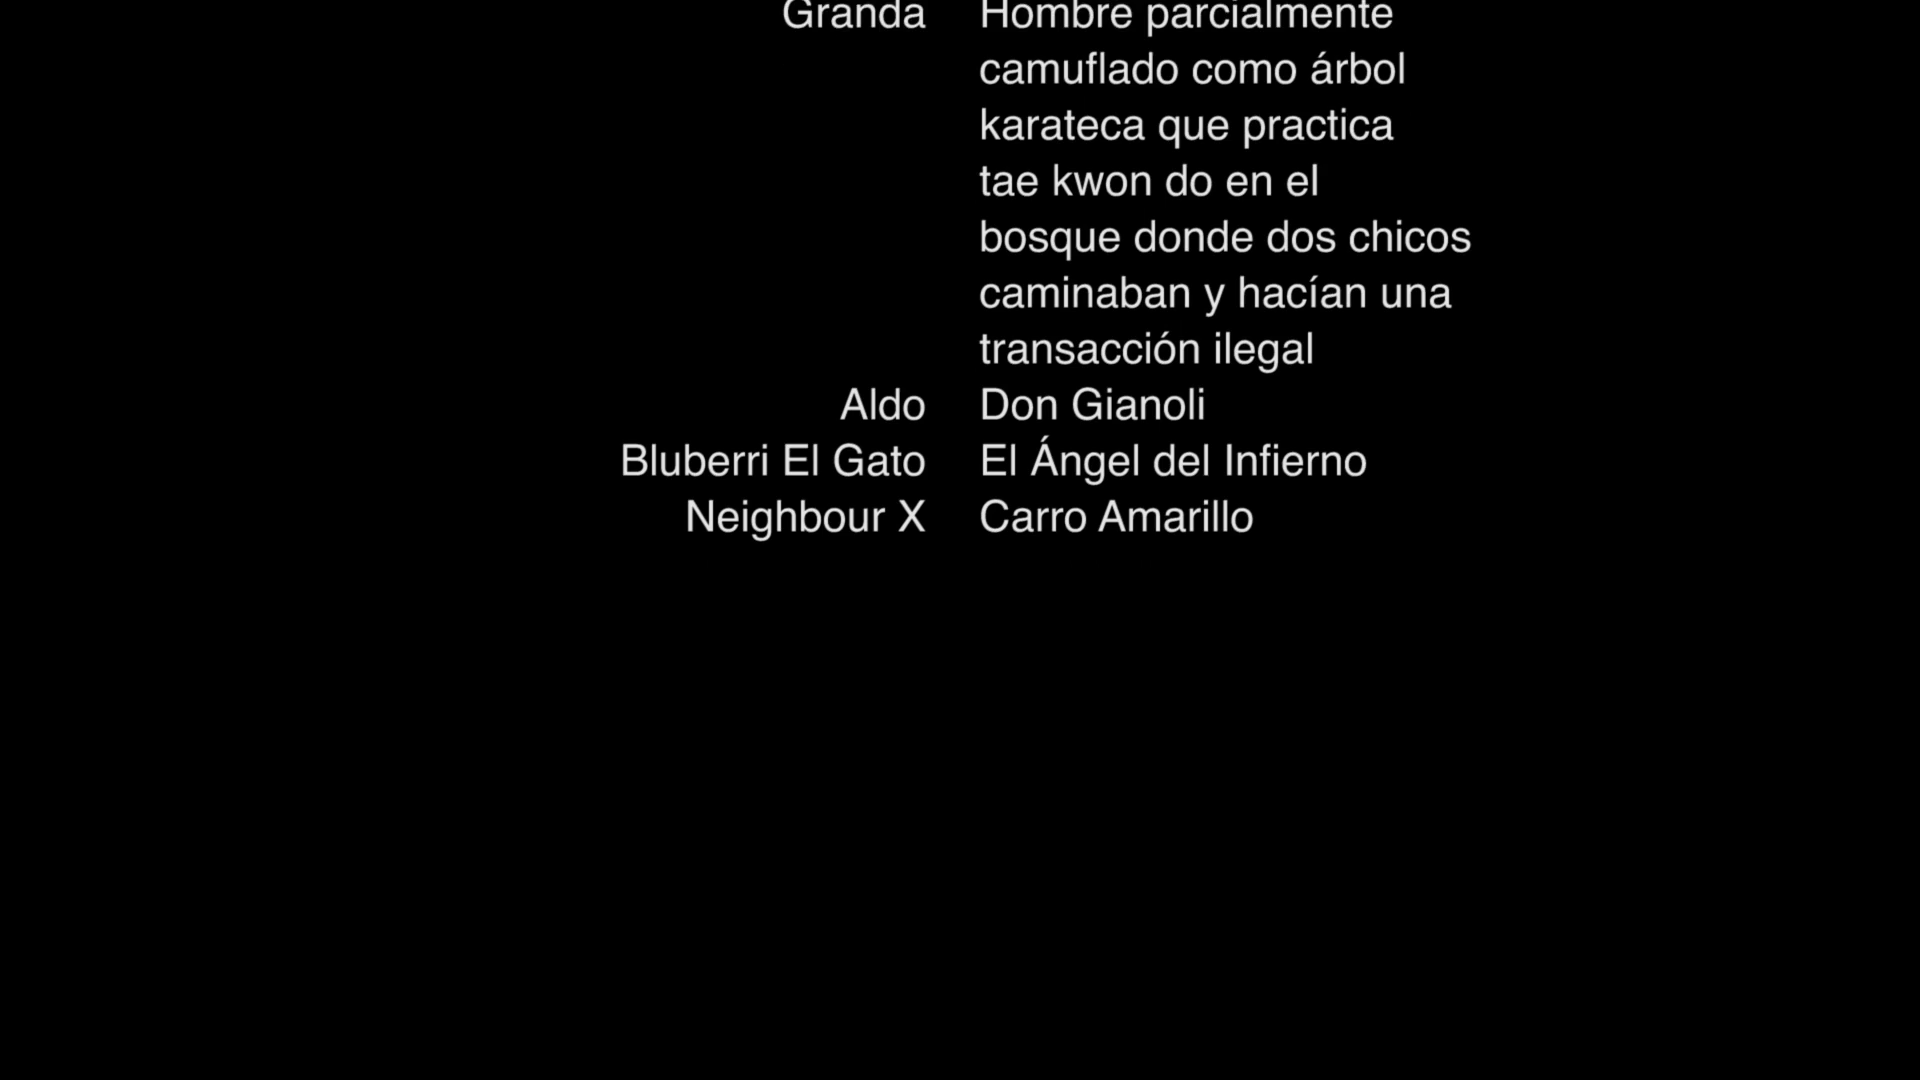 Granda Hombre parcialmente
camuflado como árbol
karateca que practica
tae kwon do en el
bosque donde dos chicos
caminaban y hacían una
transacción ilegal
Aldo Don Gianoli
Bluberri El Gato El Ángel del Infierno
Neighbour X Carro Amarillo